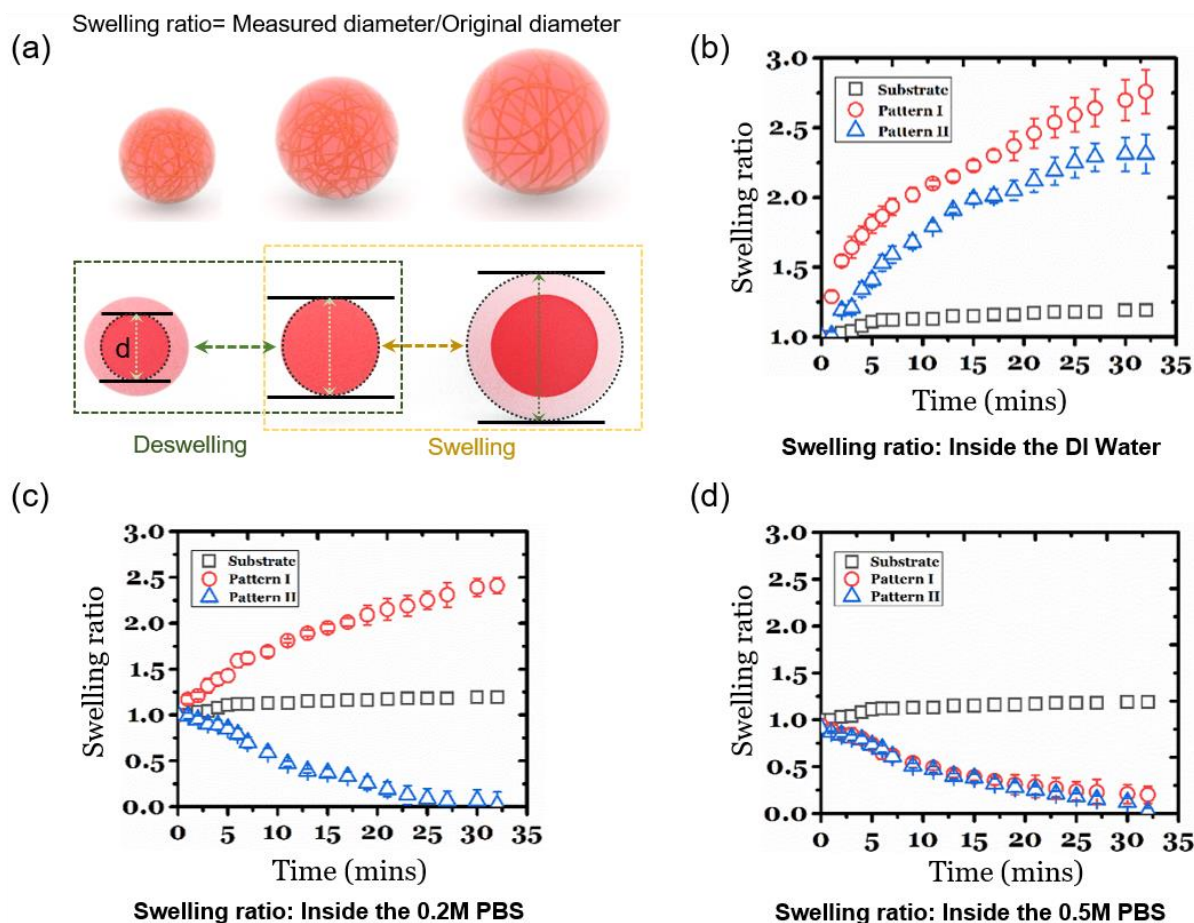 Swelling ratio= Measured diameter/Original diameter
(a)
d
Deswelling
Swelling
(b)
Swelling ratio
3.0
2.5
2.0
1.5
1.0
Substrate
Pattern I
Pattern II
0 5 10 15 20 25 30 35
Time (mins)
Swelling ratio: Inside the DI Water
(c)
Swelling ratio
3.0
2.5
2.0
1.5
1.0
0.5
0.0
Substrate
Pattern I
Pattern II
0 5 10 15 20 25 30 35
Time (mins)
Swelling ratio: Inside the 0.2M PBS
(d)
Swelling ratio
3.0
2.5
2.0
1.5
1.0
0.5
0.0
Substrate
Pattern I
Pattern II
0 5 10 15 20 25 30 35
Time (mins)
Swelling ratio: Inside the 0.5M PBS